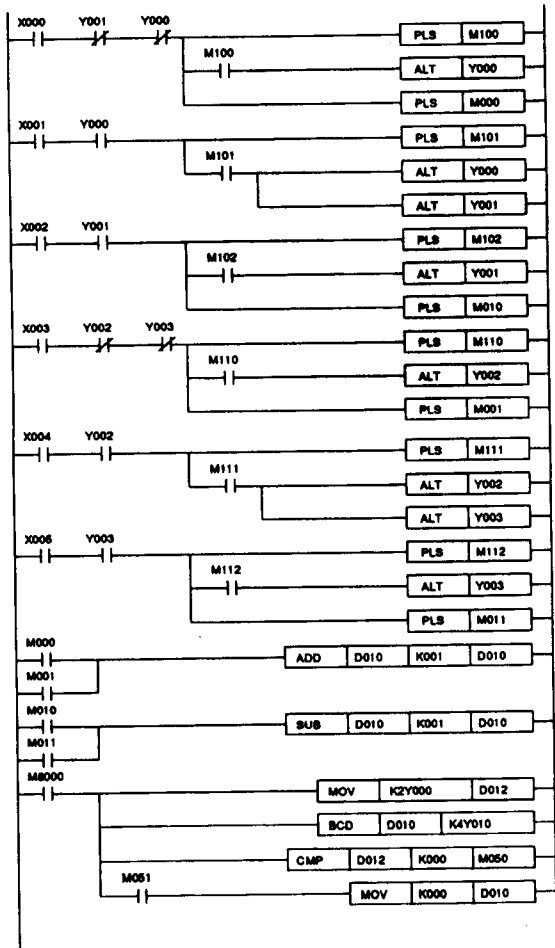 X000 Y001 Y000
PLS M100
M100
ALT Y000
PLS M000
X001 Y000
PLS M101
M101
ALT Y000
ALT Y001
X002 Y001
PLS M102
M102
ALT Y001
PLS M010
X003 Y002 Y003
PLS M110
M110
ALT Y002
PLS M001
X004 Y002
PLS M111
M111
ALT Y002
ALT Y003
X005 Y003
PLS M112
M112
ALT Y003
PLS M011
M000
ADD D010 K001 D010
M001
M010
SUB D010 K001 D010
M011
M8000
MOV K2Y000 D012
BCD D010 K4Y010
CMP D012 K000 M050
M051
MOV K000 D010